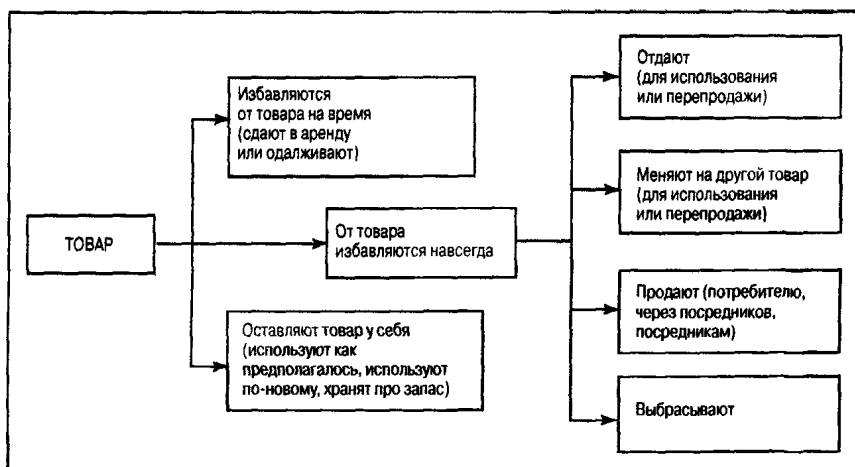 ТОВАР
Избавляются
от товара на время
(сдают в аренду
или одалживают)
От товара
избавляются навсегда
Оставляют товар у себя
(используют как
предполагалось, используют
по-новому, хранят про запас)
Отдают
(для использования
или перепродажи)
Меняют на другой товар
(для использования
или перепродажи)
Продают (потребителю,
через посредников,
посредникам)
Выбрасывают